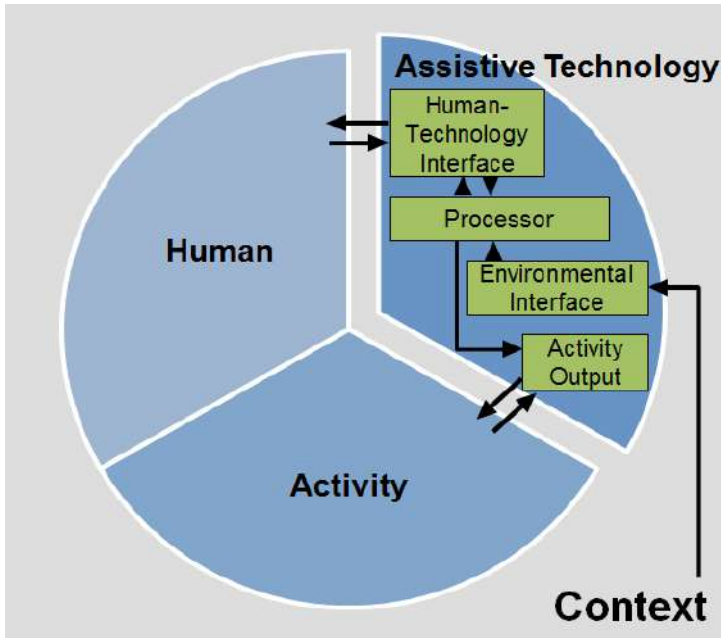 Assistive Technology
Human-
Technology
Interface
Processor
Human
Environmental
Interface
Activity
Output
Activity
Context